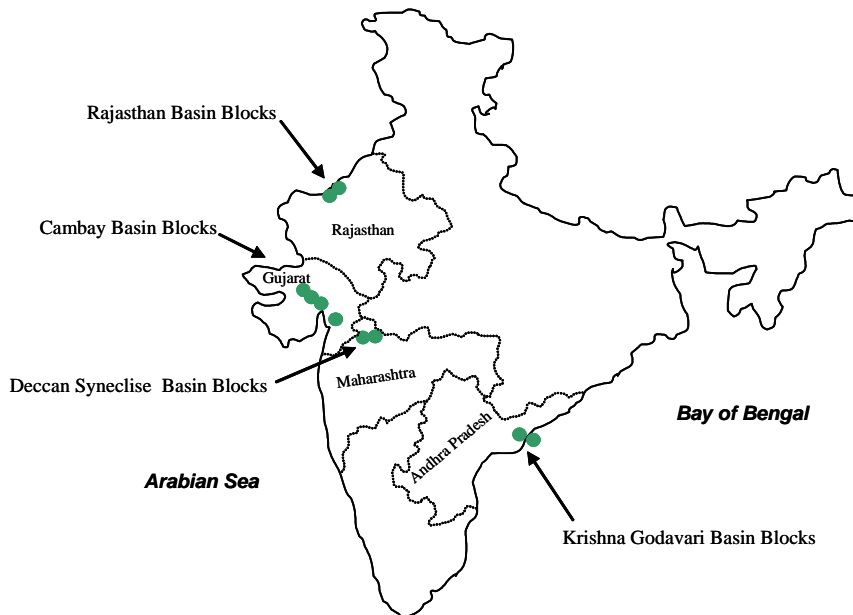 Rajasthan Basin Blocks
Cambay Basin Blocks
Rajasthan
Gujarat
Deccan Syneclise Basin Blocks
Maharashtra
Andhra Pradesh
Bay of Bengal
Arabian Sea
Krishna Godavari Basin Blocks